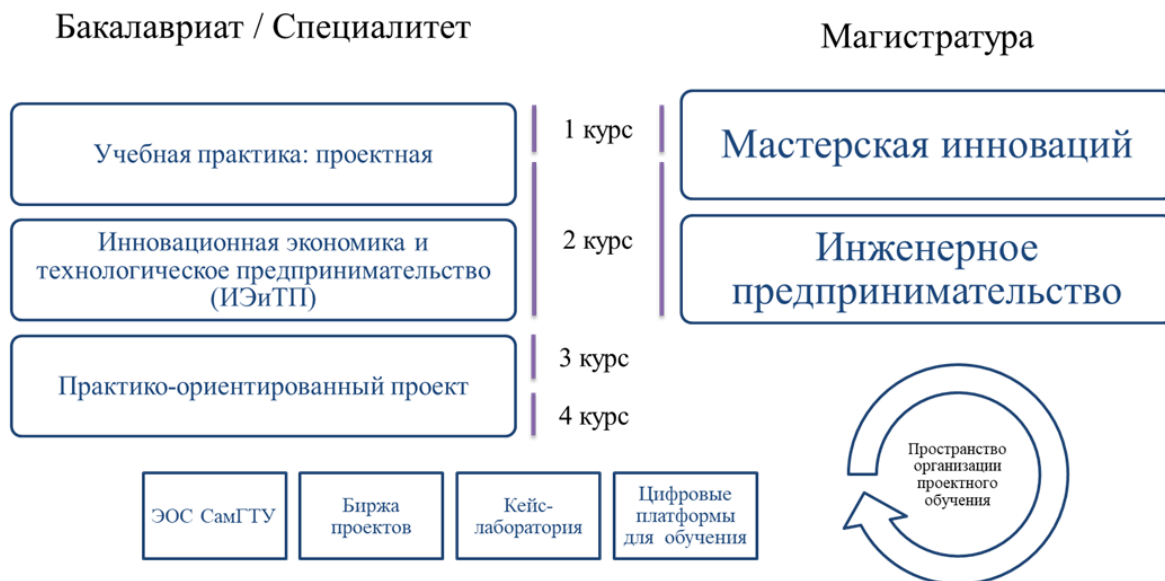 Бакалавриат / Специалитет
Магистратура
Учебная практика: проектная
Инновационная экономика и
технологическое предпринимательство
(ИЭиТП)
Практико-ориентированный проект
1 курс
2 курс
3 курс
4 курс
Мастерская инноваций
Инженерное
предпринимательство
ЭОС СамГТУ
Биржа
проектов
Кейс-
лаборатория
Цифровые
платформы
для обучения
Пространство
организации
проектного
обучения